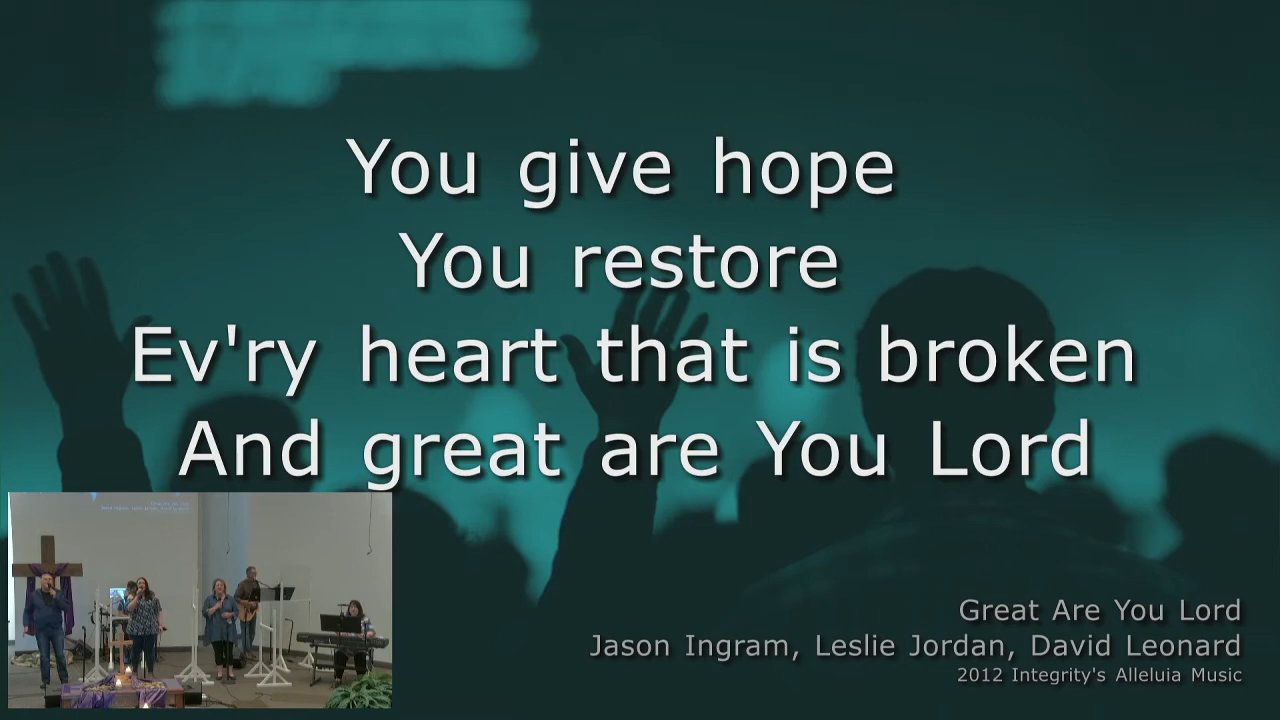 You give hope
You restore
Ev'ry heart that is broken
And great are You Lord
Great Are You Lord
Jason Ingram, Leslie Jordan, David Leonard
2012 Integrity's Alleluia Music